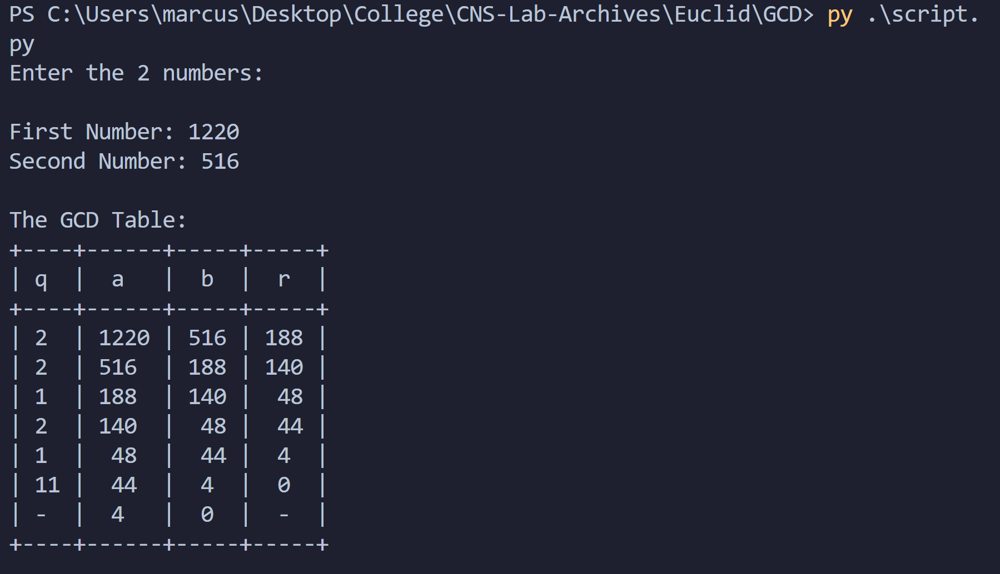 PS C:\Users\marcus\Desktop\College\CNS-Lab-Archives\Euclid\GCD> py .\script.
py
Enter the 2 numbers:

First Number: 1220
Second Number: 516

The GCD Table:
+----+------+-----+-----+
| q  |  a   |  b  |  r  |
+----+------+-----+-----+
| 2  | 1220 | 516 | 188 |
| 2  | 516  | 188 | 140 |
| 1  | 188  | 140 |  48 |
| 2  | 140  |  48 |  44 |
| 1  |  48  |  44 |  4  |
| 11 |  44  |  4  |  0  |
| -  |  4   |  0  |  -  |
+----+------+-----+-----+